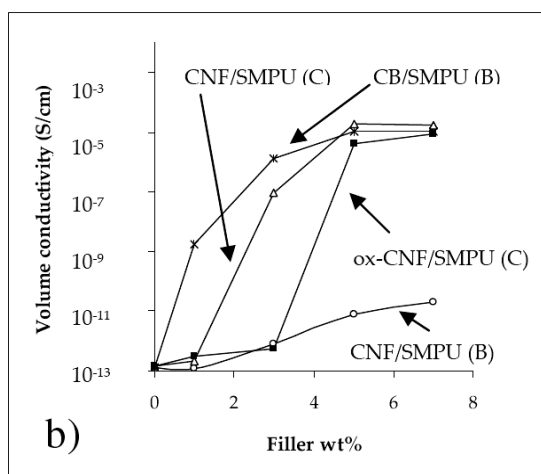 CNF/SMPU (C)
CB/SMPU (B)
10-3
10-5
10-7
10-9
10-11
10-13
Volume conductivity (S/cm)
ox-CNF/SMPU (C)
CNF/SMPU (B)
0 2 4 6 8
b)
Filler wt%